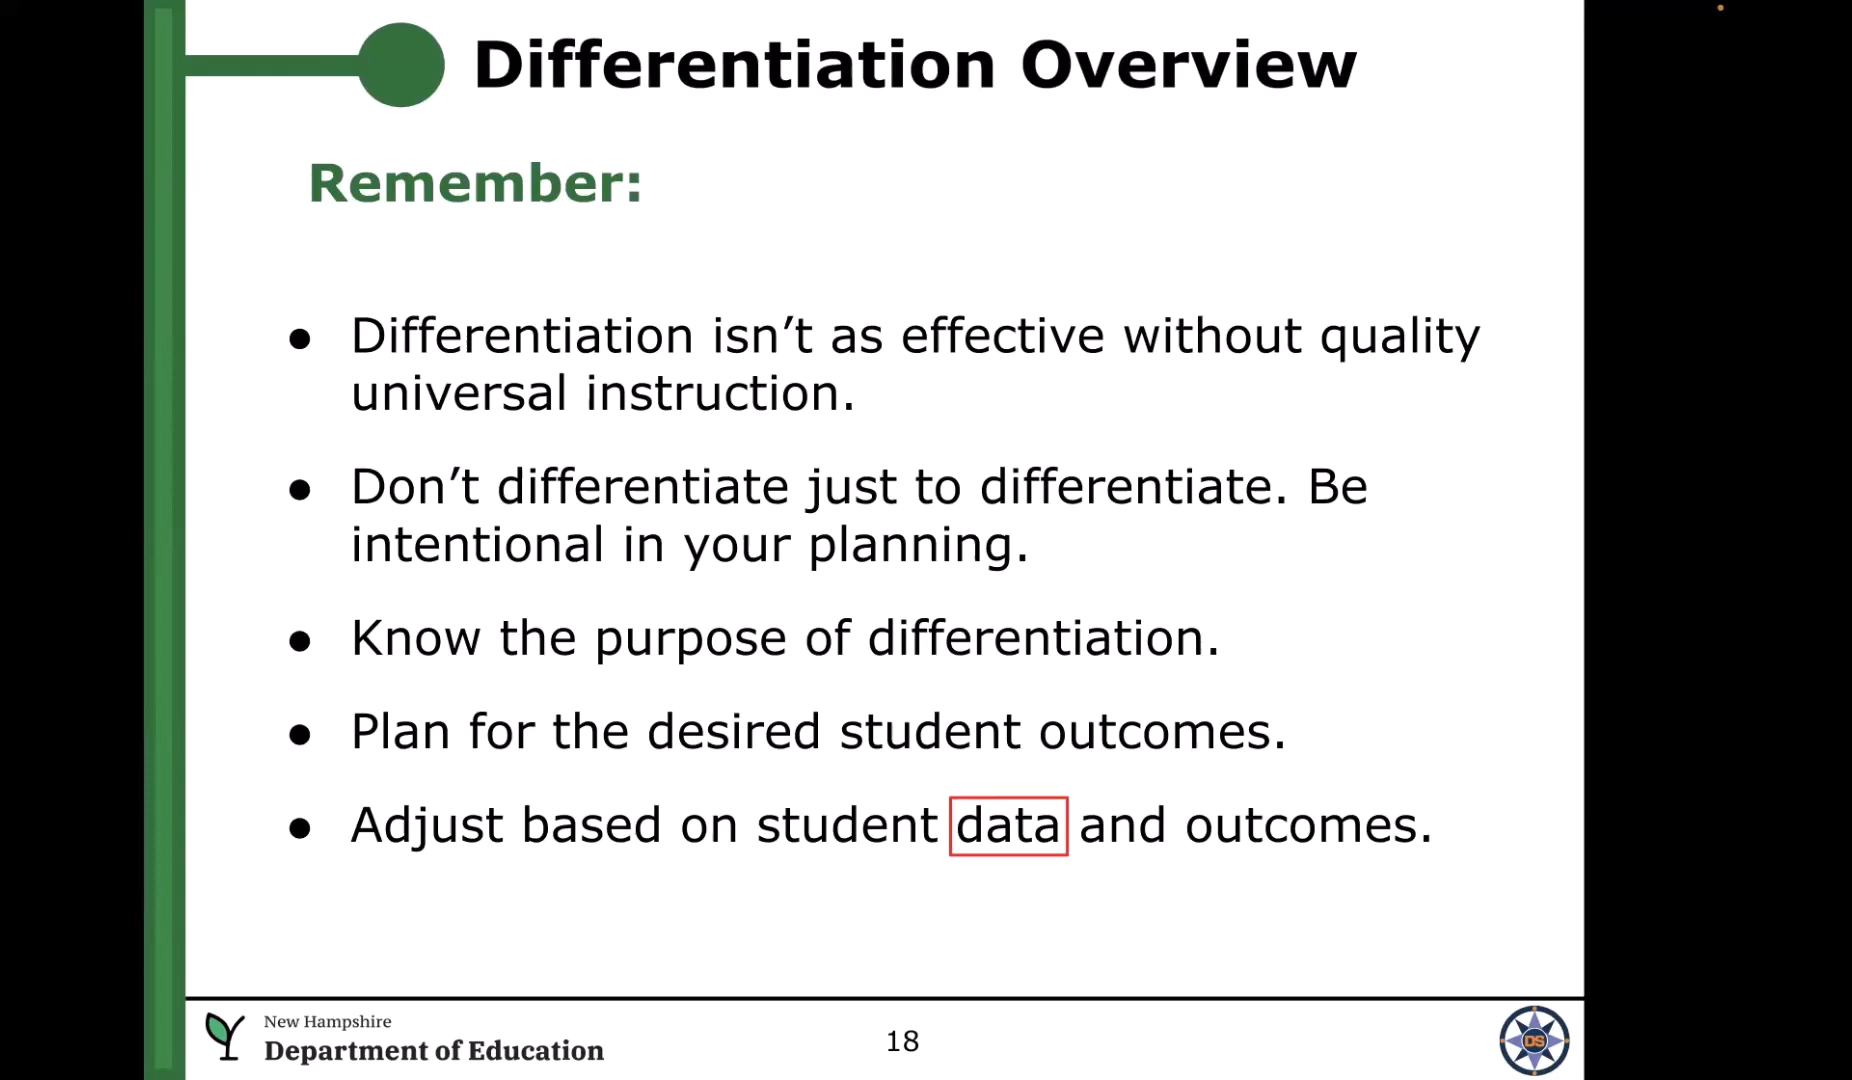 Differentiation Overview
Remember:
● Differentiation isn’t as effective without quality
universal instruction.
● Don’t differentiate just to differentiate. Be
intentional in your planning.
● Know the purpose of differentiation.
● Plan for the desired student outcomes.
● Adjust based on student data and outcomes.
New Hampshire
Department of Education
18
DS